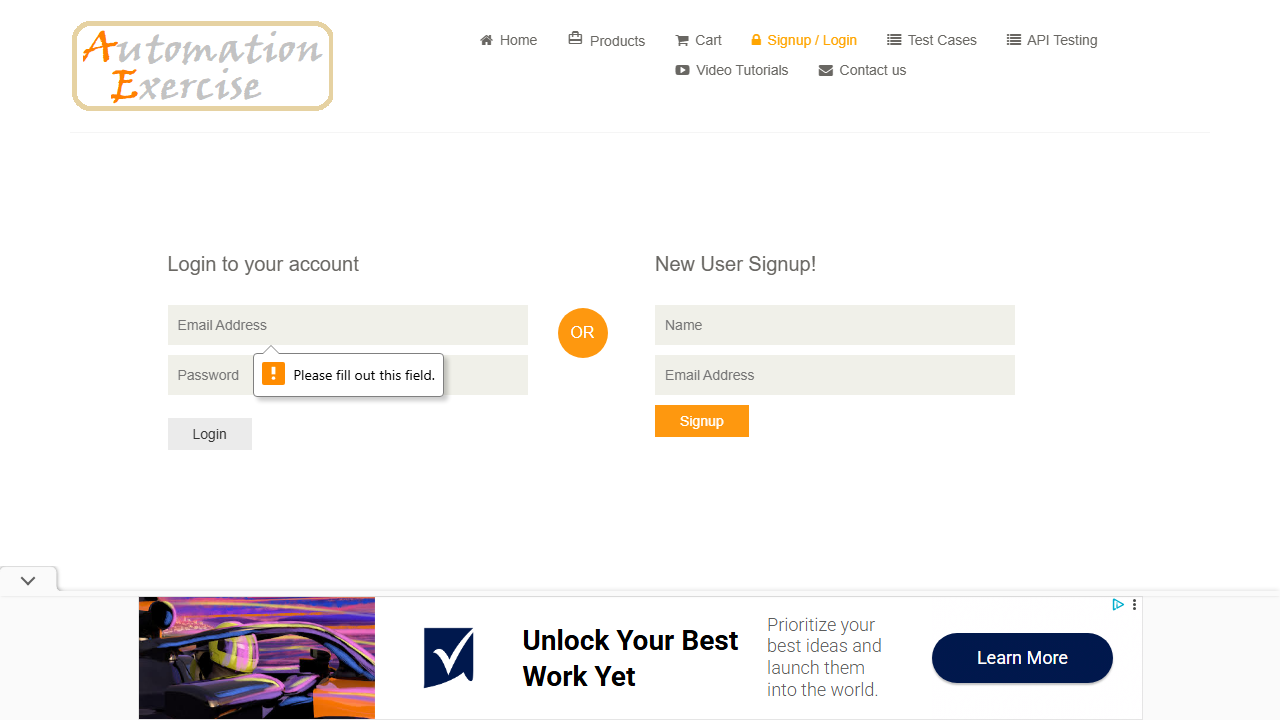 Automation
Exercise
Home
Products
Cart
Signup / Login
Test Cases
API Testing
Video Tutorials
Contact us
Login to your account
Email Address
Password
Please fill out this field.
Login
OR
New User Signup!
Name
Email Address
Signup
Unlock Your Best
Work Yet
Prioritize your
best ideas and
launch them
into the world.
Learn More